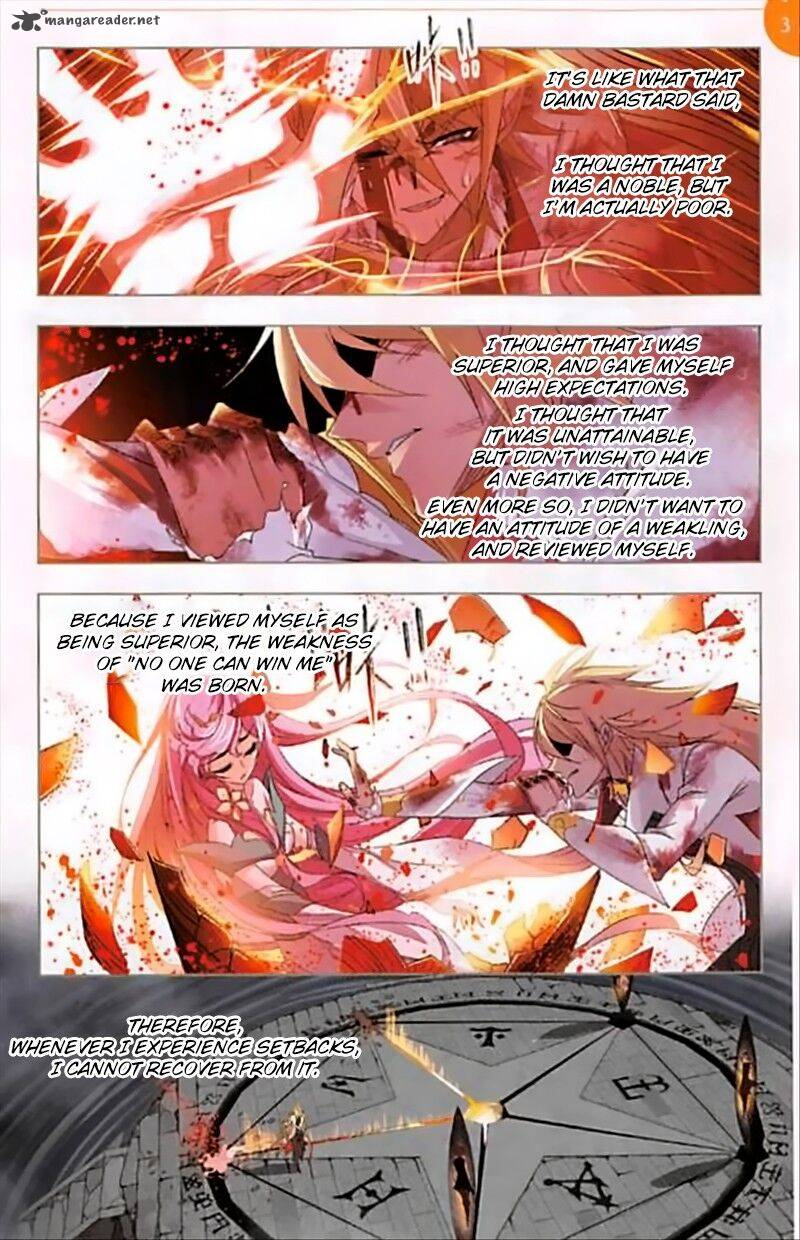 mangareader.net
3
咔!!
IT'S LIKE WHAT THAT
DAMN BASTARD SAID,
I THOUGHT THAT I
WAS A NOBLE, BUT
I'M ACTUALLY POOR.
I THOUGHT THAT I WAS
SUPERIOR, AND GAVE MYSELF
HIGH EXPECTATIONS.
I THOUGHT THAT
IT WAS UNATTAINABLE,
BUT DIDN'T WISH TO HAVE
A NEGATIVE ATTITUDE.
EVEN MORE SO, I DIDN'T WANT TO
HAVE AN ATTITUDE OF A WEAKLING,
AND REVIEWED MYSELF.
BECAUSE I VIEWED MYSELF AS
BEING SUPERIOR, THE WEAKNESS
OF "NO ONE CAN WIN ME"
WAS BORN.
THEREFORE,
WHENEVER I EXPERIENCE SETBACKS,
I CANNOT RECOVER FROM IT.